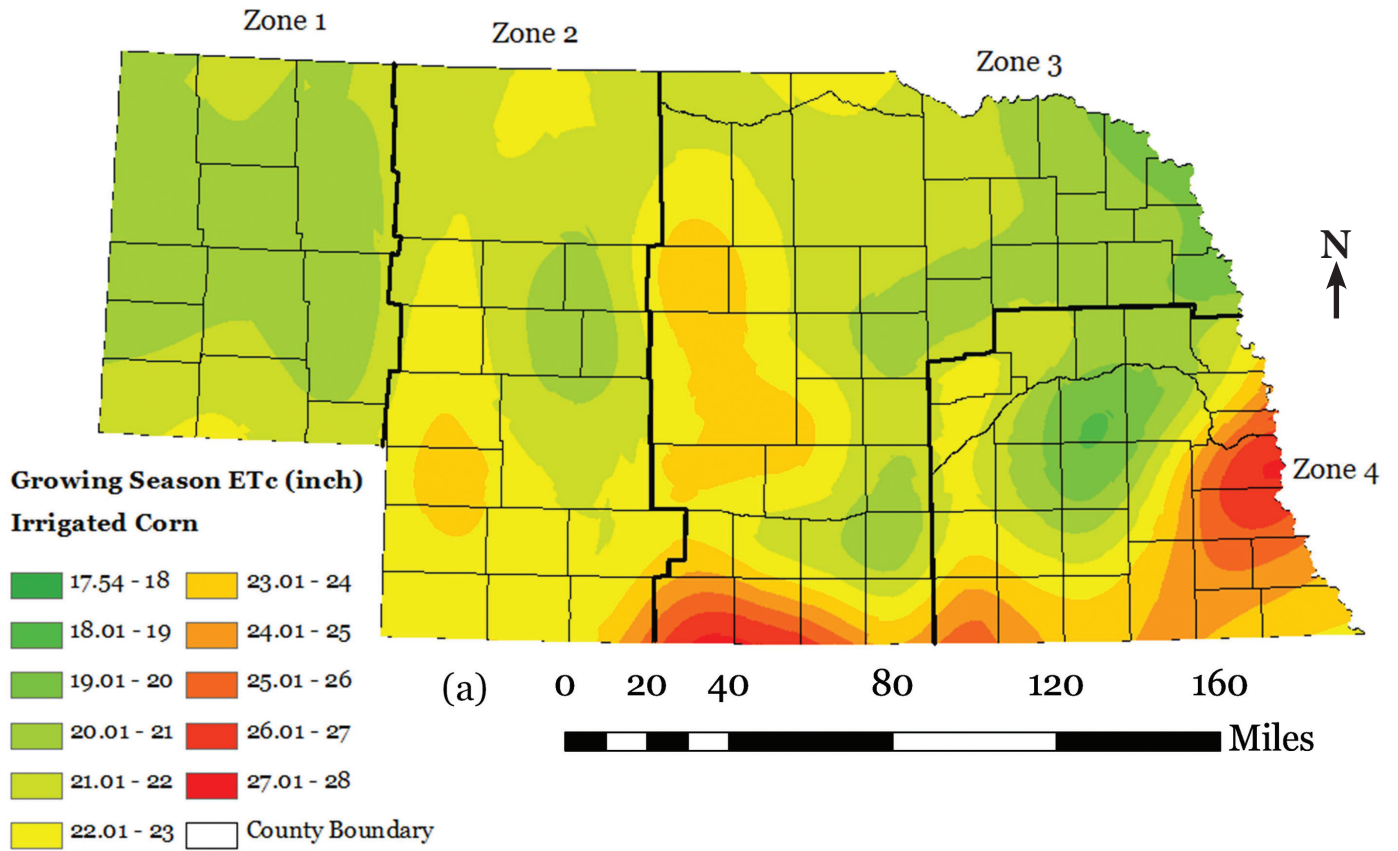 Zone 1
Zone 2
Zone 3
N
Zone 4
Growing Season ETc (inch)
Irrigated Corn
17.54 - 18
18.01 - 19
19.01 - 20
20.01 - 21
21.01 - 22
22.01 - 23
23.01 - 24
24.01 - 25
25.01 - 26
26.01 - 27
27.01 - 28
County Boundary
(a)
0 20 40 80 120 160
Miles